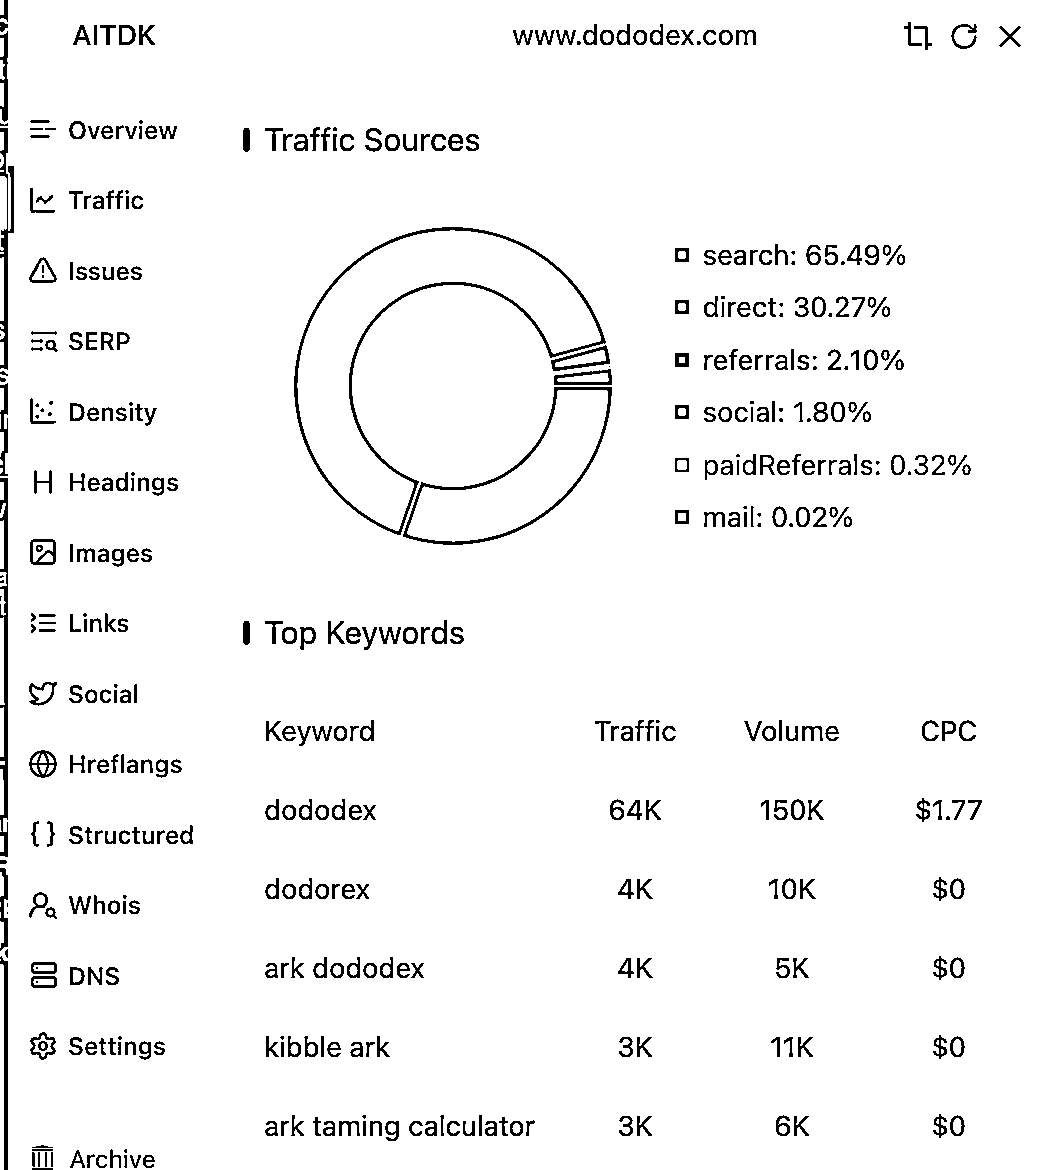 AITDK
www.dododex.com
Overview
Traffic
Issues
SERP
Density
Headings
Images
Links
Social
Hreflangs
Structured
Whois
DNS
Settings
Archive
Traffic Sources
search: 65.49%
direct: 30.27%
referrals: 2.10%
social: 1.80%
paidReferrals: 0.32%
mail: 0.02%
Top Keywords
Keyword Traffic Volume CPC
dododex 64K 150K $1.77
dodorex 4K 10K $0
ark dododex 4K 5K $0
kibble ark 3K 11K $0
ark taming calculator 3K 6K $0